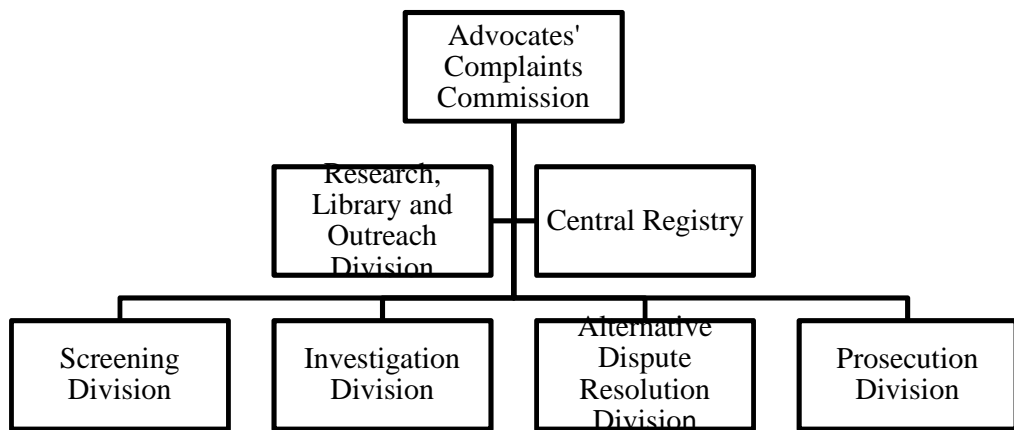 Advocates'
Complaints
Commission
Research,
Library and
Outreach
Division
Central Registry
Screening
Division
Investigation
Division
Alternative
Dispute
Resolution
Division
Prosecution
Division